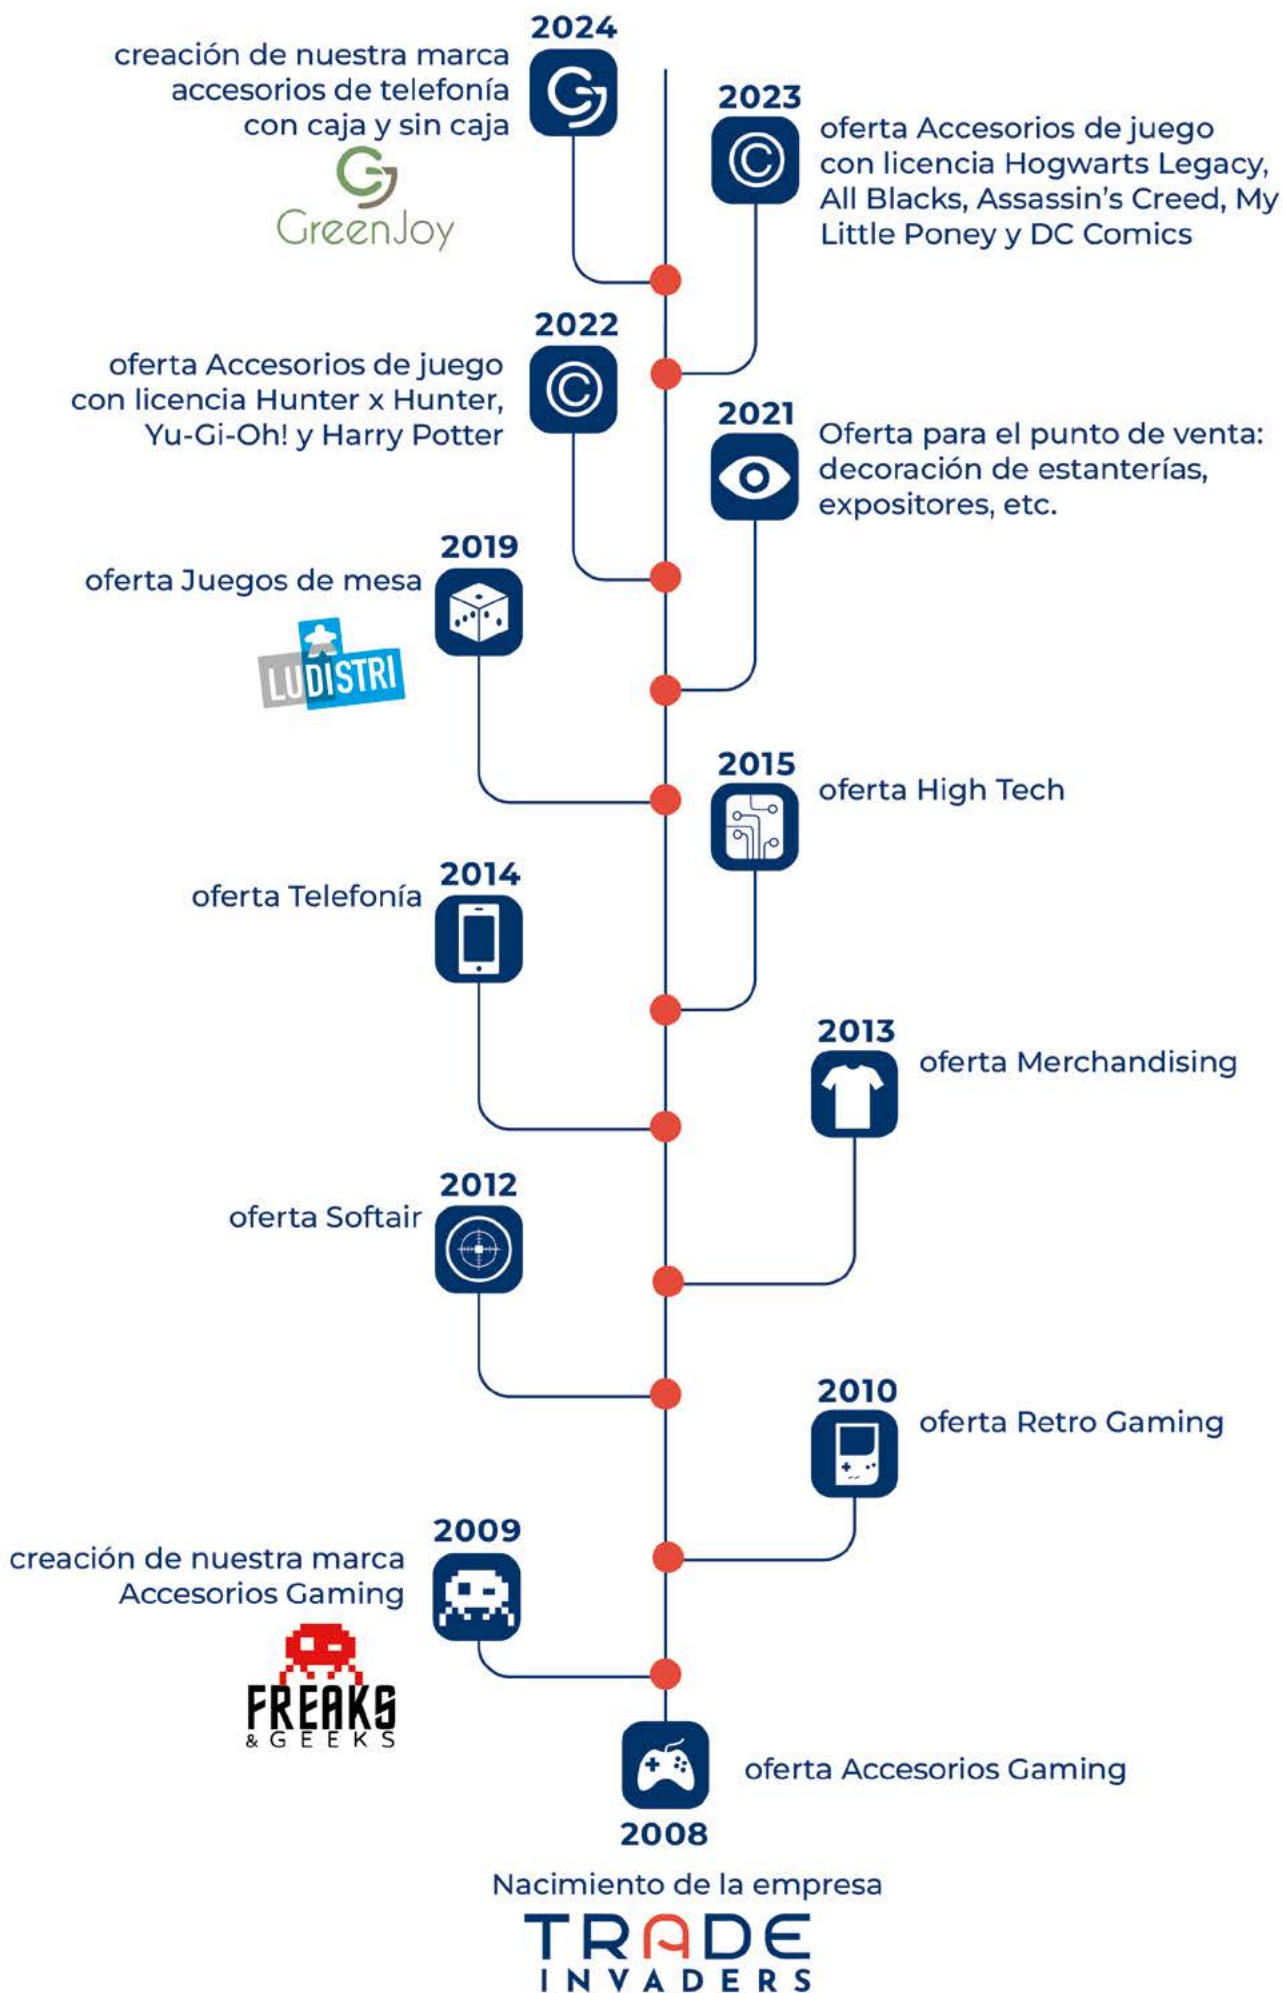 2024
creación de nuestra marca
accesorios de telefonía
con caja y sin caja
GreenJoy
2023
oferta Accesorios de juego
con licencia Hogwarts Legacy,
All Blacks, Assassin's Creed, My
Little Poney y DC Comics
2022
oferta Accesorios de juego
con licencia Hunter x Hunter,
Yu-Gi-Oh! y Harry Potter
2021
Oferta para el punto de venta:
decoración de estanterías,
expositores, etc.
2019
oferta Juegos de mesa
LUDISTRI
2015
oferta High Tech
2014
oferta Telefonía
2013
oferta Merchandising
2012
oferta Softair
2010
oferta Retro Gaming
2009
creación de nuestra marca
Accesorios Gaming
FREAKS
& GEEKS
oferta Accesorios Gaming
2008
Nacimiento de la empresa
TRADE
INVADERS